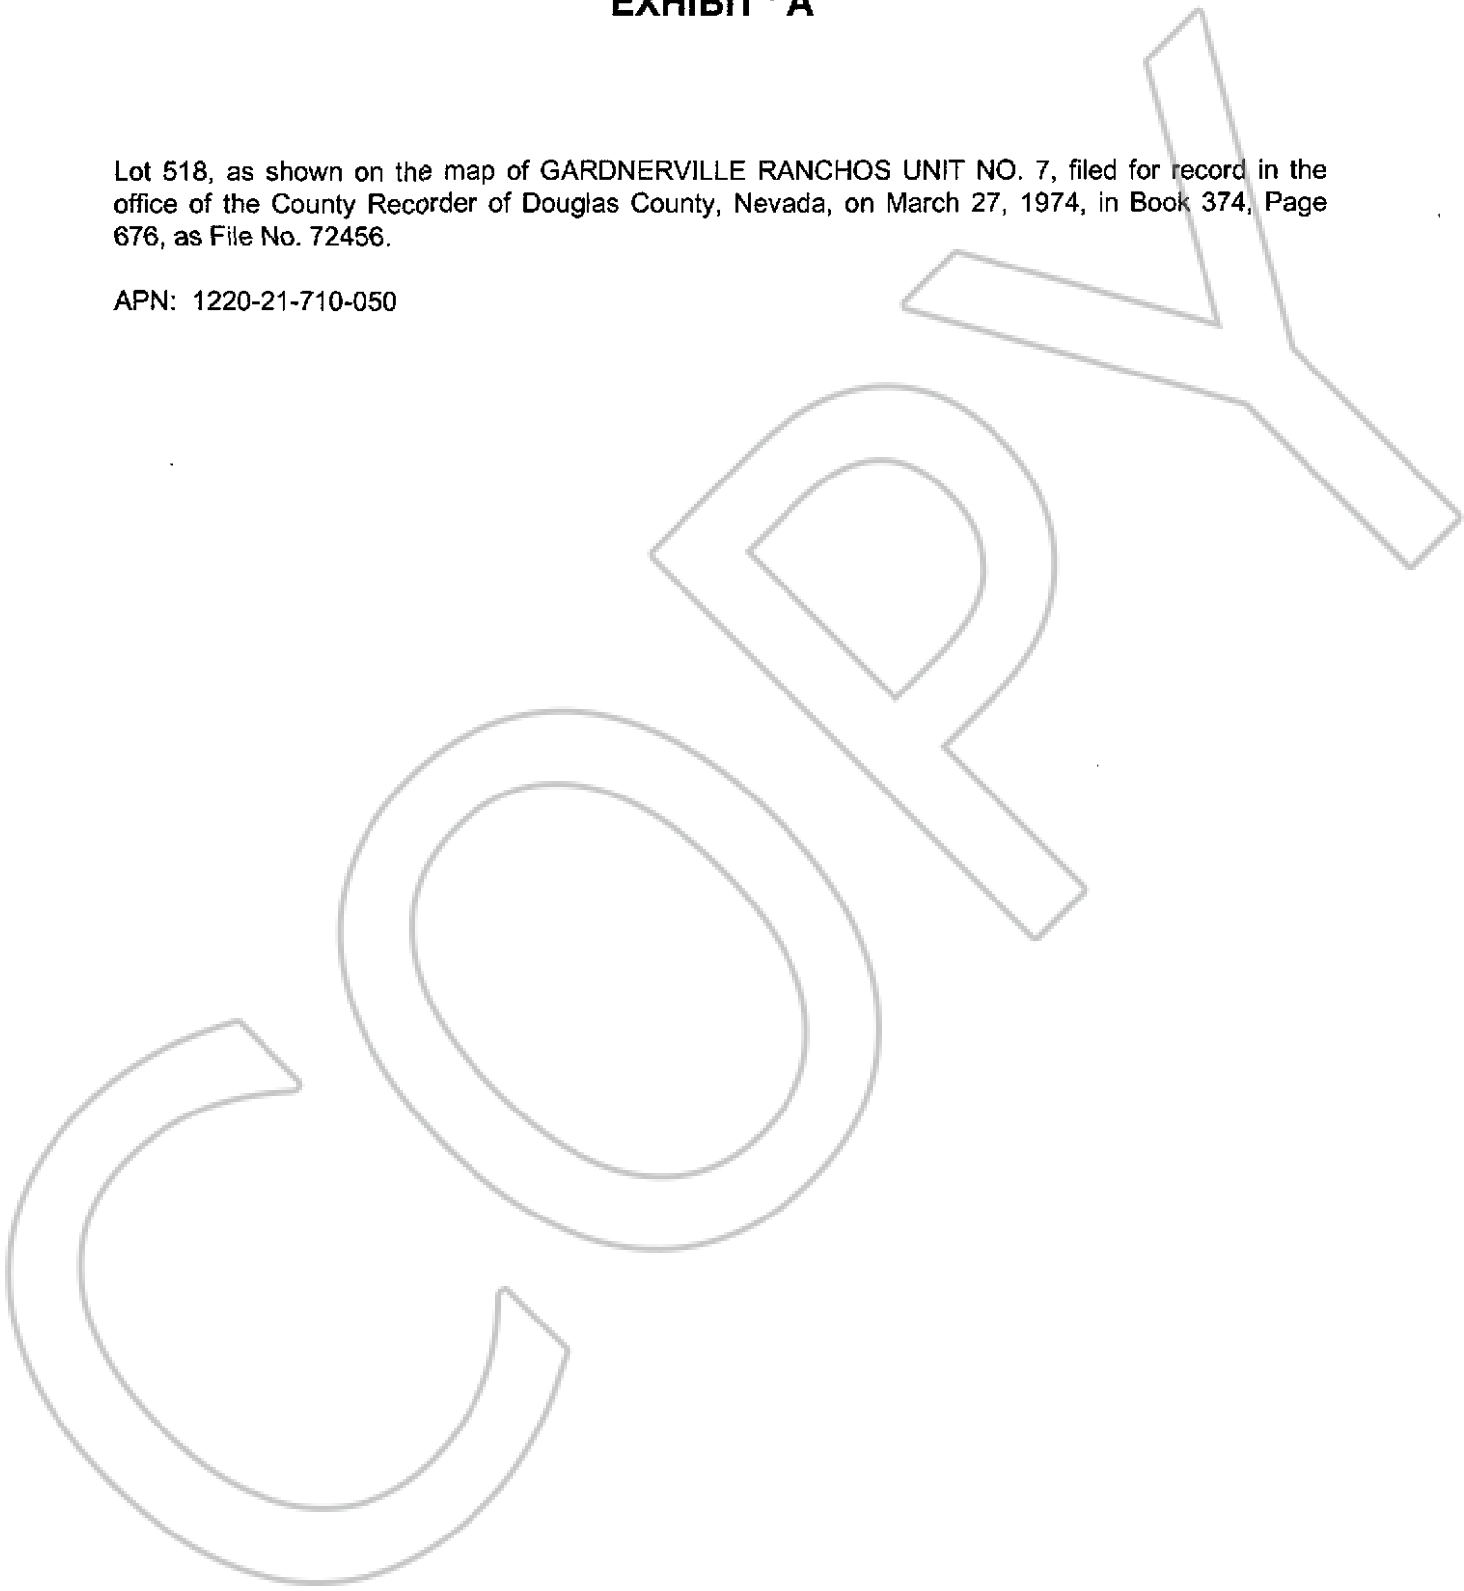 EXHIBIT "A
Lot 518, as shown on the map of GARDNERVILLE RANCHOS UNIT NO. 7, filed for record in the
office of the County Recorder of Douglas County, Nevada, on March 27, 1974, in Book 374, Page
676, as File No. 72456.
APN: 1220-21-710-050
COPY